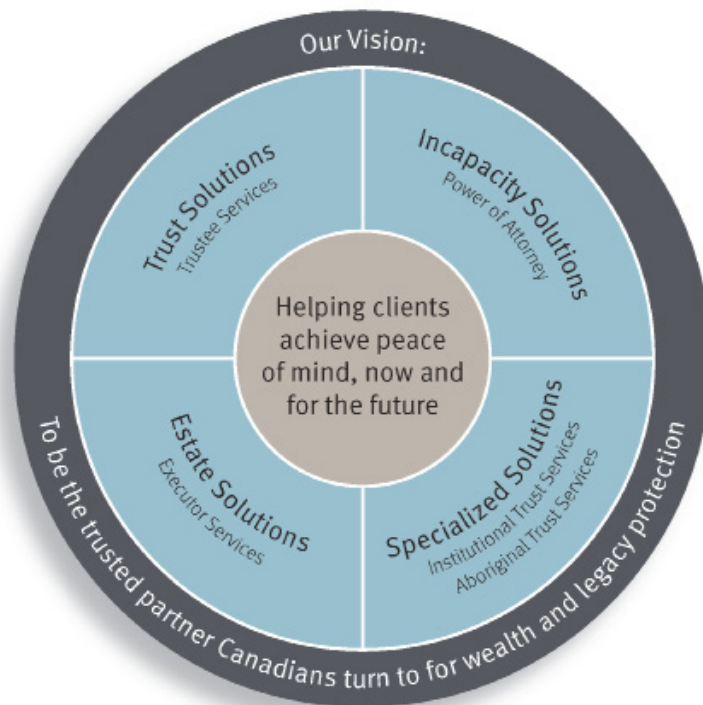 Our Vision:
Trust Solutions
Trustee Services
Incapacity Solutions
Power of Attorney
Helping clients
achieve peace
of mind, now and
for the future
Estate Solutions
Executor Services
Specialized Solutions
Institutional Trust Services
Aboriginal Trust Services
To be the trusted partner Canadians turn to for wealth and legacy protection